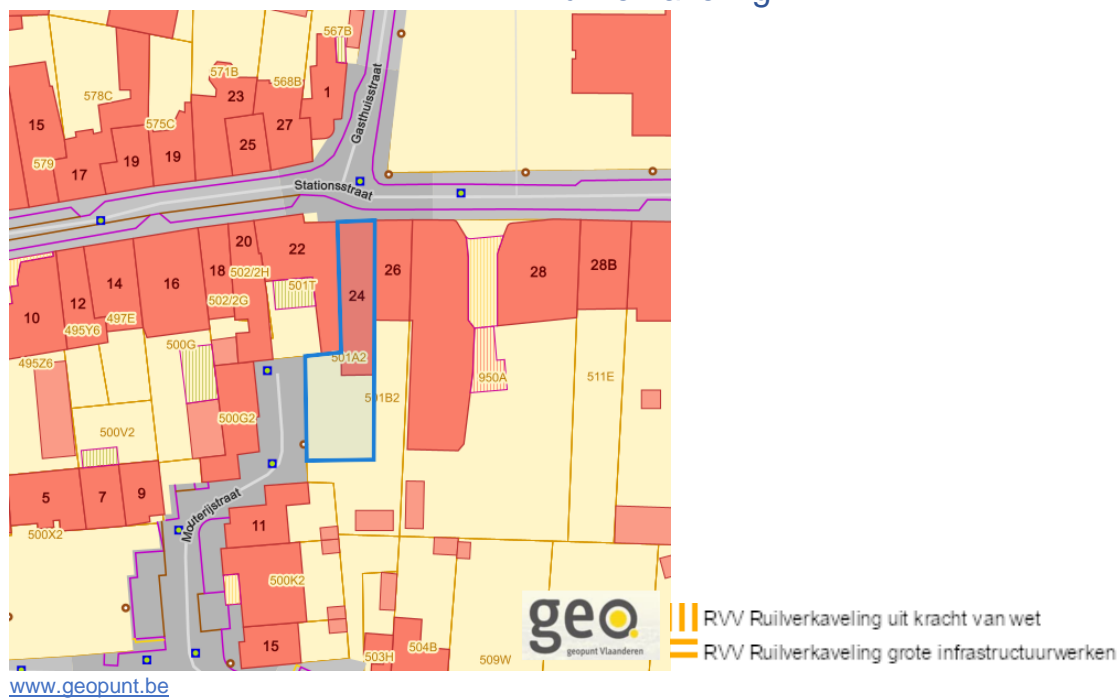 567B
571B
578C
23
568B
1
Gasthuisstraat
15
575C
27
25
579
17
19
19
Stationsstraat
20
22
26
28
28B
14
18
502/2H
501T
16
24
12
10
497E
502/2G
495Y6
500G
495Z6
501A2
950A
511E
501B2
500G2
500V2
5
7
9
Mouterijstraat
11
500X2
500K2
15
503H
504B
509W
geo
geopunt Vlaanderen
RVV Ruilverkaveling uit kracht van wet
RVV Ruilverkaveling grote infrastructuurwerken
www.geopunt.be